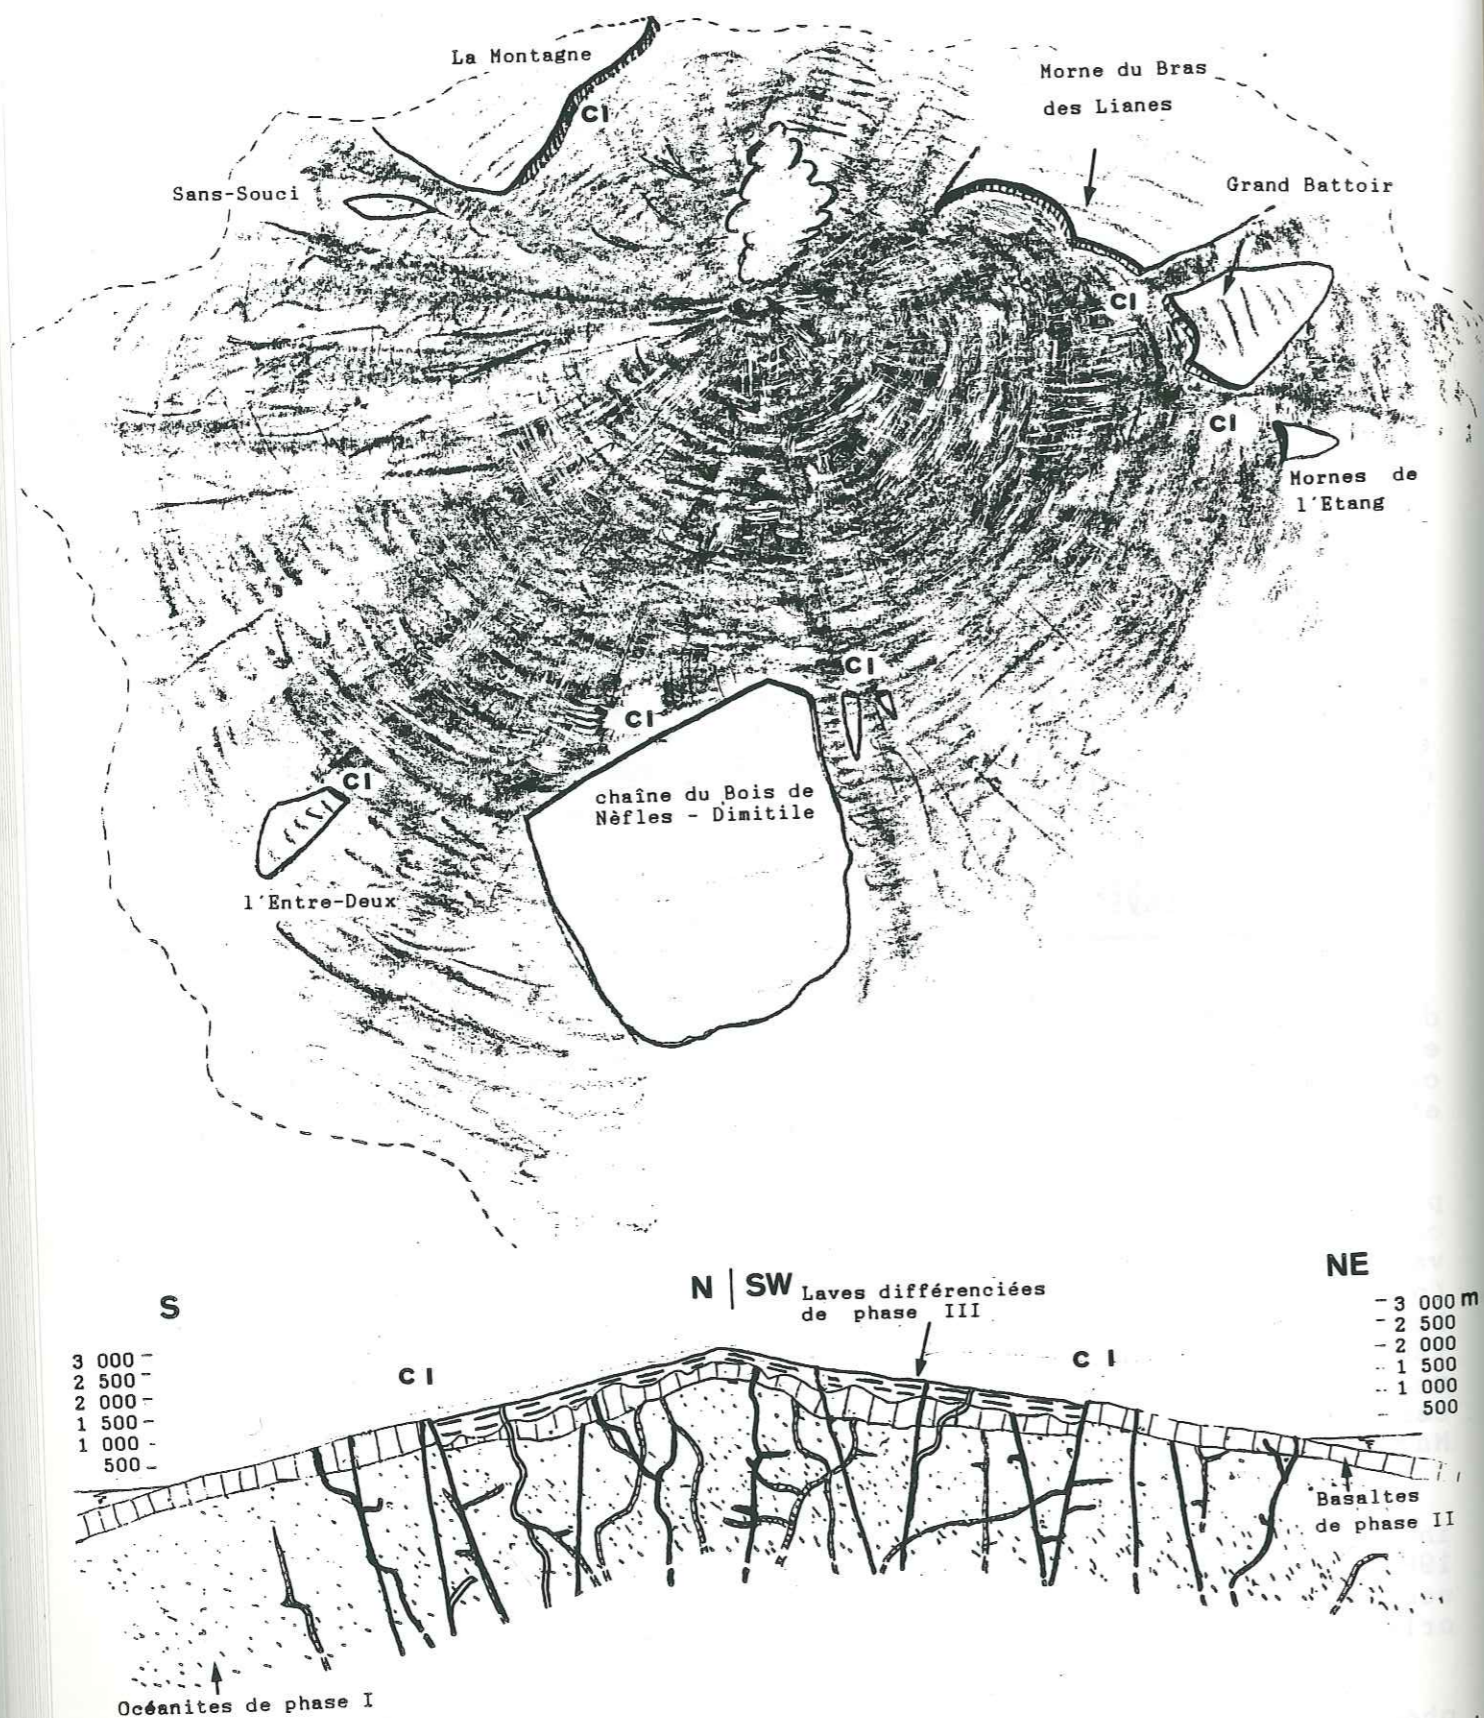 La Montagne
CI
Morne du Bras
des Lianes
Sans-Souci
Grand Battoir
CI
CI
Mornes de
l'Etang
CI
CI
CI
chaîne du Bois de
Nèfles - Dimitile
l'Entre-Deux
S
N | SW
NE
Laves différenciées
de phase III
3 000
2 500
2 000
1 500
1 000
500
CI
CI
3 000 m
2 500
2 000
1 500
1 000
500
Basaltes
de phase II
Océanites de phase I